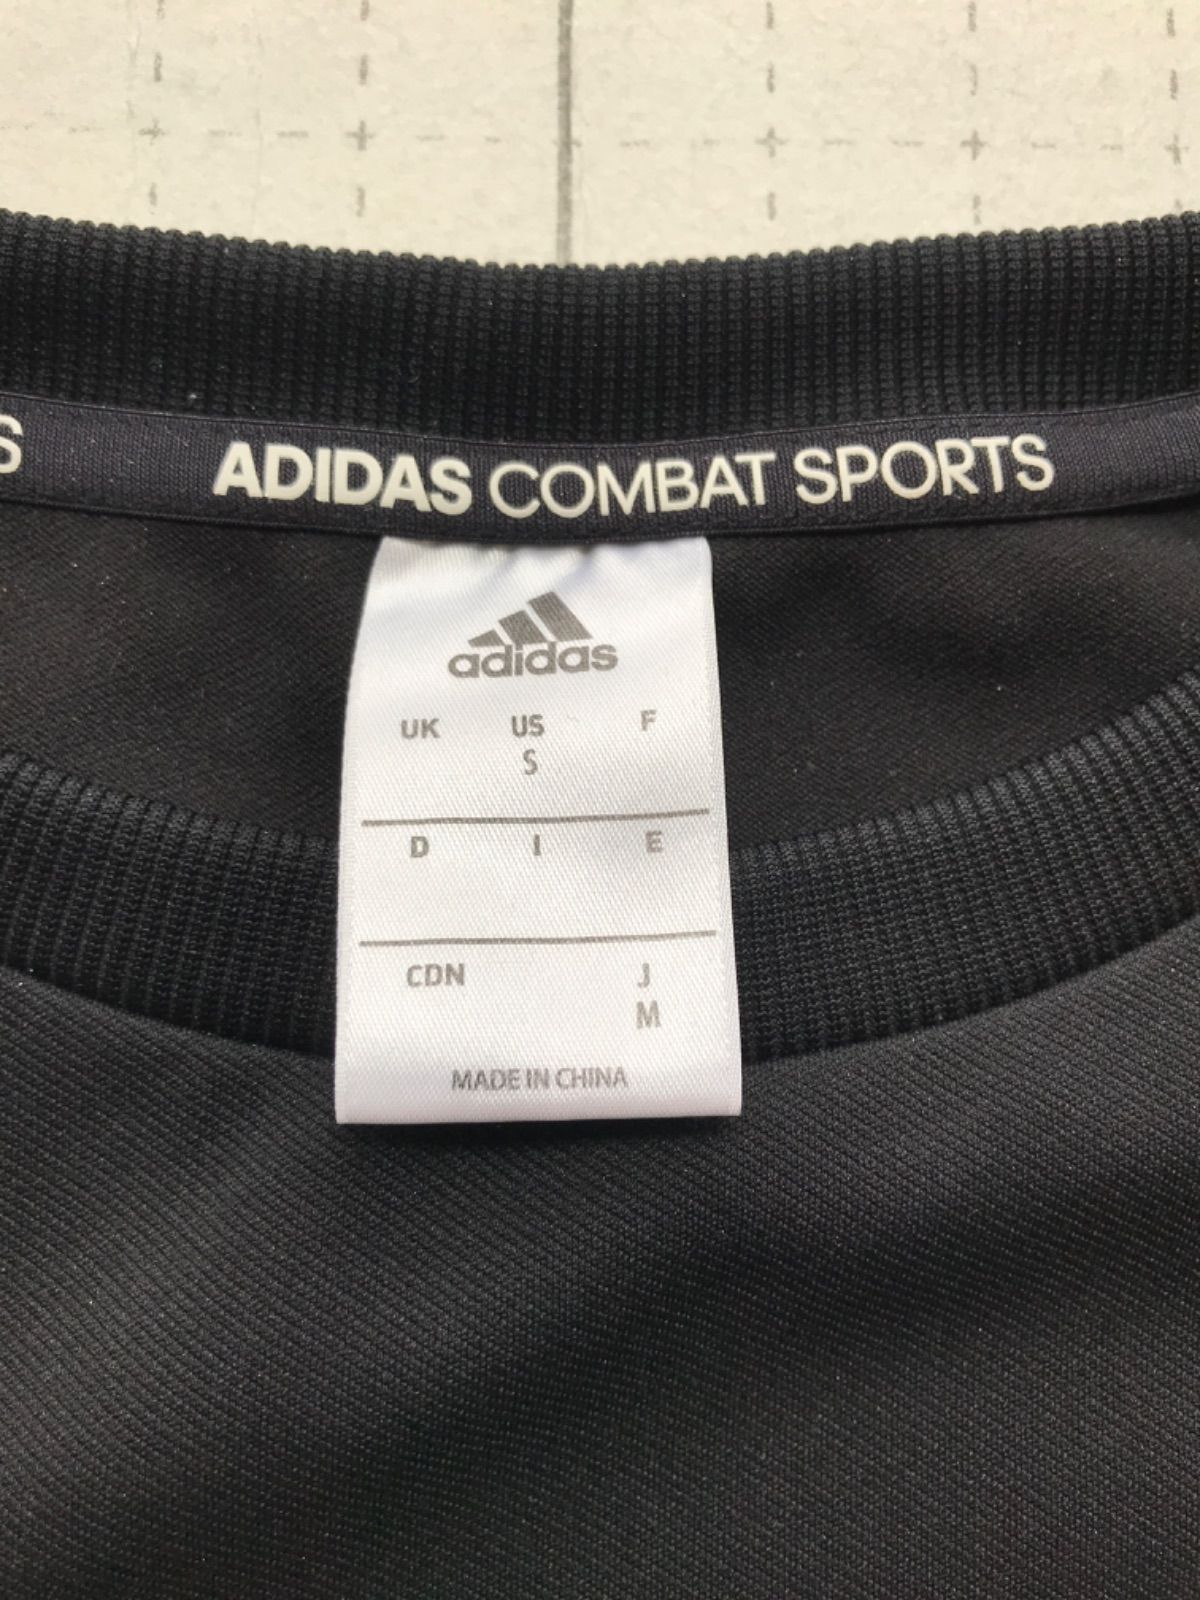 S ADIDAS COMBAT SPORTS
adidas
UK US F
S
D I E
CDN J
M
MADE IN CHINA